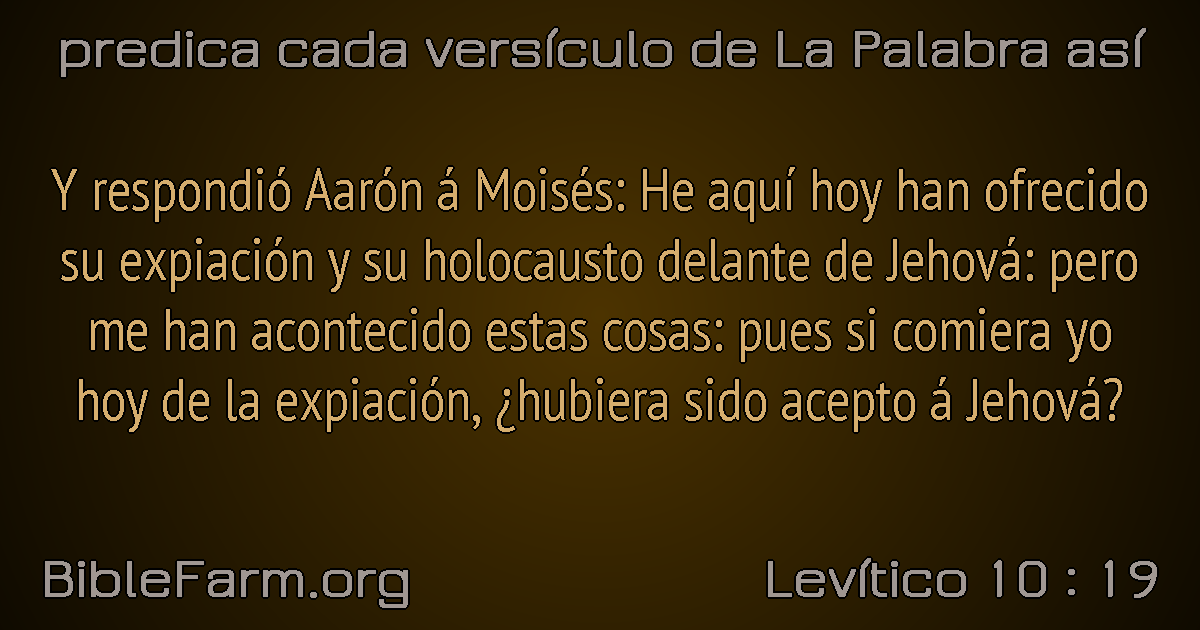 predica cada versículo de La Palabra así
Y respondió Aarón á Moisés: He aquí hoy han ofrecido
su expiación y su holocausto delante de Jehová: pero
me han acontecido estas cosas: pues si comiera yo
hoy de la expiación, ¿hubiera sido acepto á Jehová?
BibleFarm.org
Levítico 10 : 19